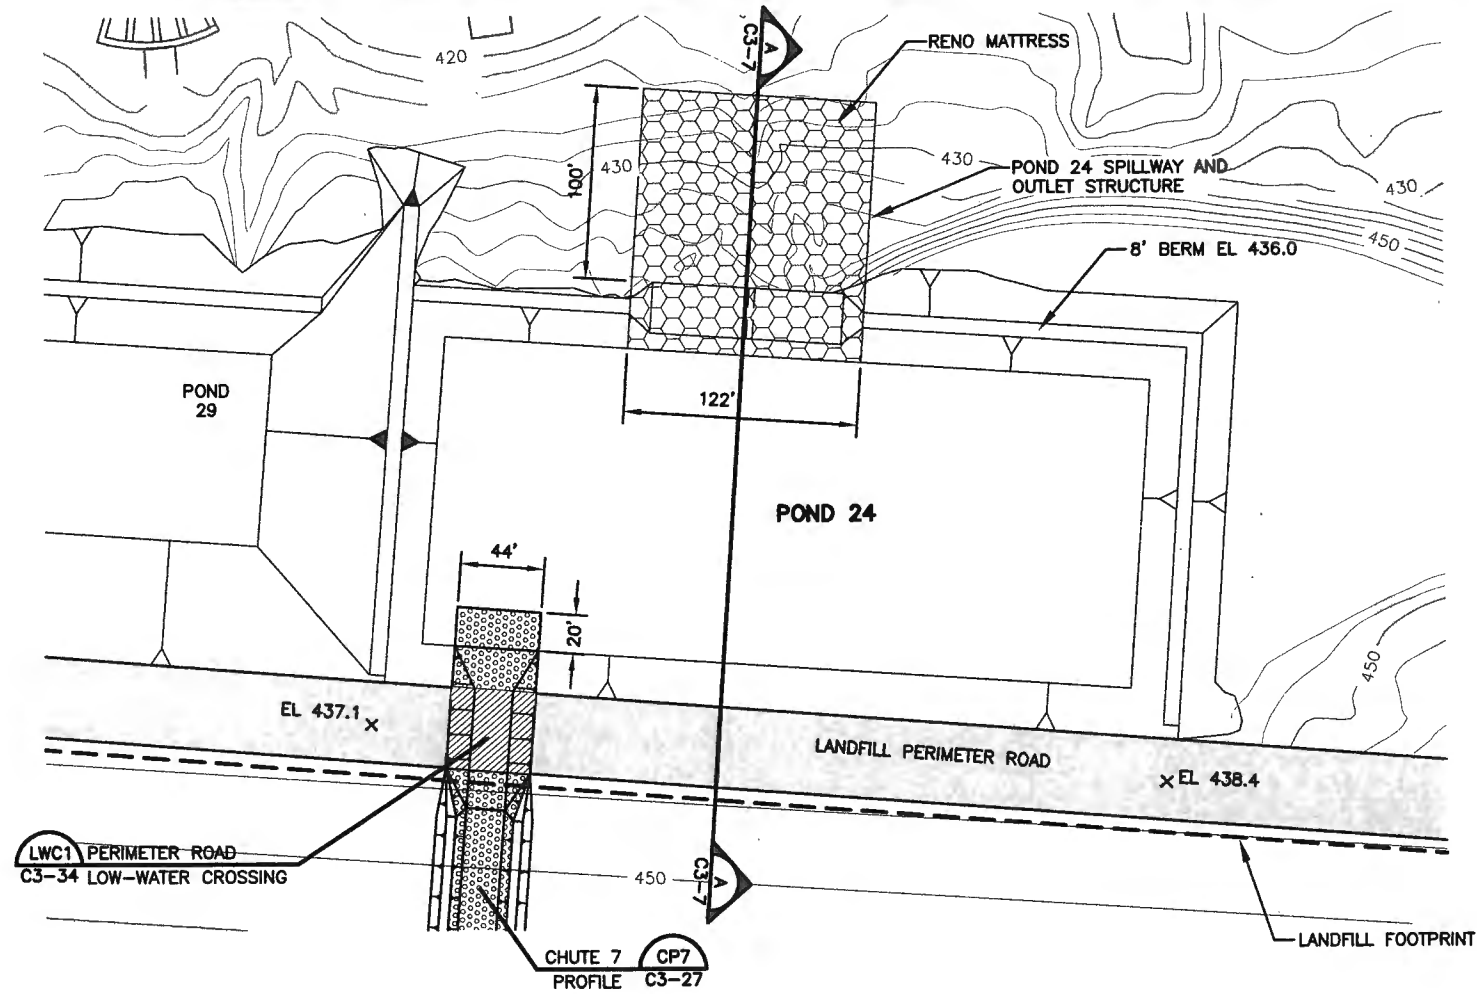 420
C3-7
A
RENO MATTRESS
100'
430
430
POND 24 SPILLWAY AND
OUTLET STRUCTURE
430
450
8' BERM EL 436.0
POND
29
122'
POND 24
44'
20'
450
EL 437.1
LANDFILL PERIMETER ROAD
EL 438.4
LWC1 PERIMETER ROAD
C3-34 LOW-WATER CROSSING
450
C3-7
A
LANDFILL FOOTPRINT
CHUTE 7 CP7
PROFILE C3-27